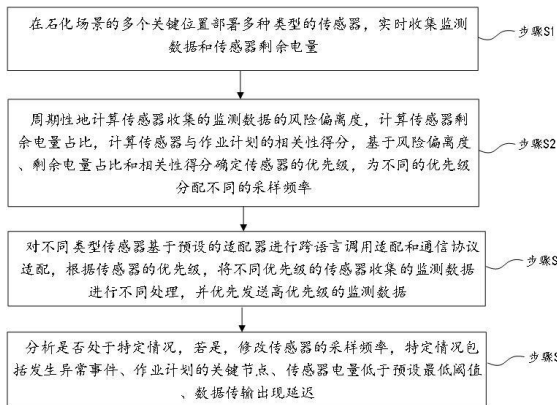 在石化场景的多个关键位置部署多种类型的传感器，实时收集监测
数据和传感器剩余电量
步骤S1
周期性地计算传感器收集的监测数据的风险偏离度，计算传感器剩
余电量占比，计算传感器与作业计划的相关性得分，基于风险偏离度
、剩余电量占比和相关性得分确定传感器的优先级，为不同的优先级
分配不同的采样频率
步骤S2
对不同类型传感器基于预设的适配器进行跨语言调用适配和通信协议
适配，根据传感器的优先级，将不同优先级的传感器收集的监测数据
进行不同处理，并优先发送高优先级的监测数据
步骤S
分析是否处于特定情况，若是，修改传感器的采样频率，特定情况包
括发生异常事件、作业计划的关键节点、传感器电量低于预设最低阈值
、数据传输出现延迟
步骤S